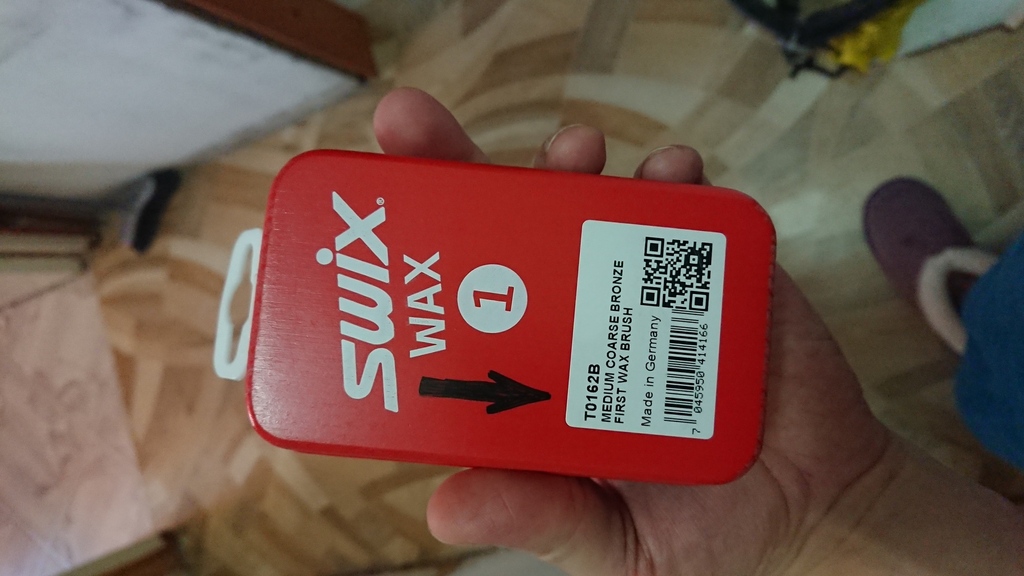 SWIX®
WAX
1
T0162B
MEDIUM COARSE BRONZE
FIRST WAX BRUSH
Made in Germany
7 045950 414166